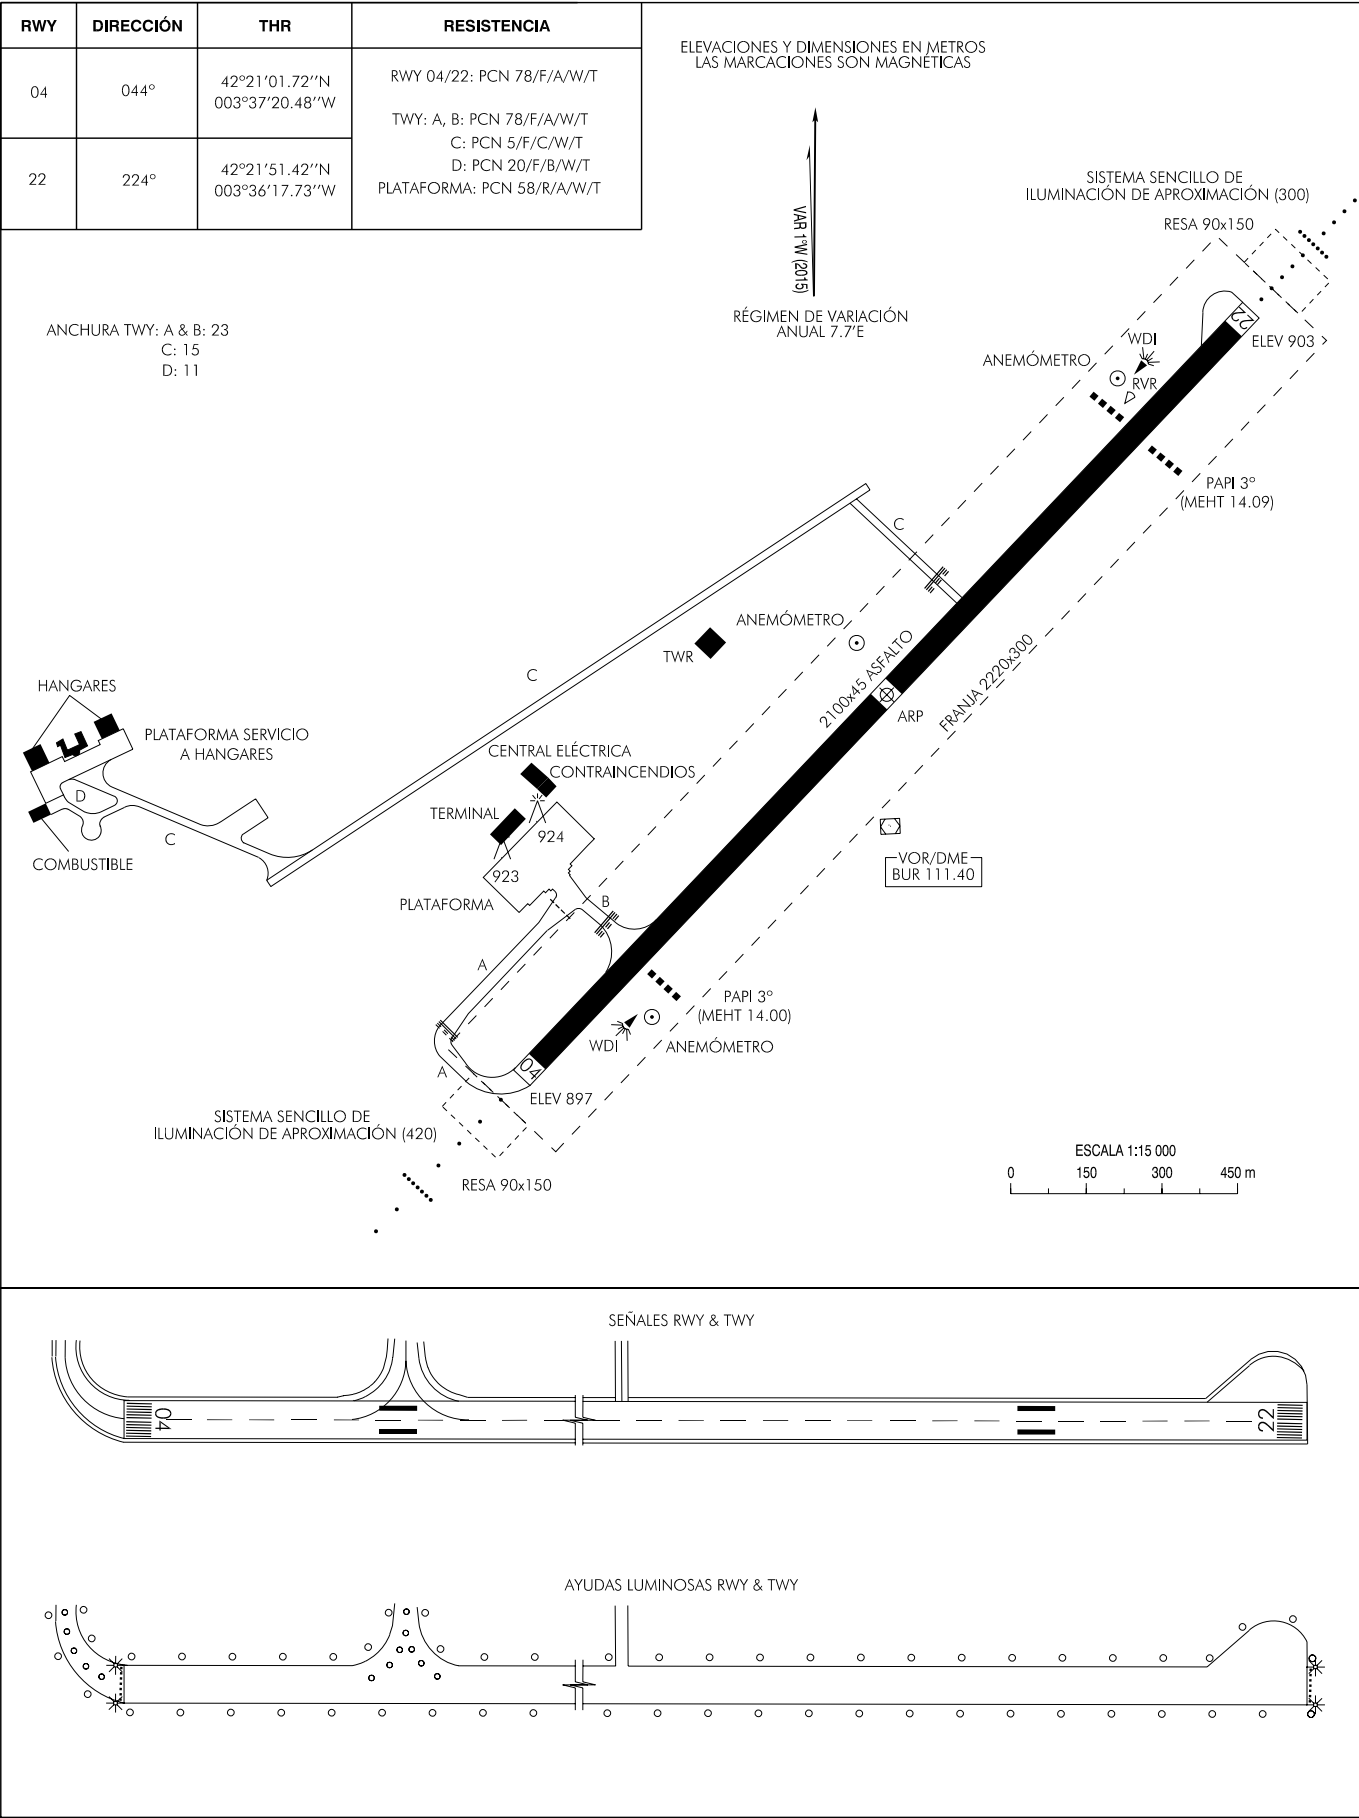 RWY DIRECCIÓN THR RESISTENCIA
04 044° 42°21'01.72''N
003°37'20.48''W
22 224° 42°21'51.42''N
003°36'17.73''W
RWY 04/22: PCN 78/F/A/W/T
TWY: A, B: PCN 78/F/A/W/T
C: PCN 5/F/C/W/T
D: PCN 20/F/B/W/T
PLATAFORMA: PCN 58/R/A/W/T
ELEVACIONES Y DIMENSIONES EN METROS
LAS MARCACIONES SON MAGNÉTICAS
VAR 1°W (2015)
RÉGIMEN DE VARIACIÓN
ANUAL 7.7'E
SISTEMA SENCILLO DE
ILUMINACIÓN DE APROXIMACIÓN (300)
RESA 90x150
ANCHURA TWY: A & B: 23
C: 15
D: 11
22
ELEV 903
WDI
ANEMÓMETRO
RVR
PAPI 3°
(MEHT 14.09)
C
ANEMÓMETRO
TWR
2100x45 ASFALTO
FRANJA 2220x300
ARP
C
HANGARES
PLATAFORMA SERVICIO
A HANGARES
D
C
COMBUSTIBLE
CENTRAL ELÉCTRICA
CONTRAINCENDIOS
TERMINAL
924
923
PLATAFORMA
B
VOR/DME
BUR 111.40
A
PAPI 3°
(MEHT 14.00)
WDI
ANEMÓMETRO
04
A
ELEV 897
SISTEMA SENCILLO DE
ILUMINACIÓN DE APROXIMACIÓN (420)
RESA 90x150
ESCALA 1:15 000
0 150 300 450 m
SEÑALES RWY & TWY
04
22
AYUDAS LUMINOSAS RWY & TWY